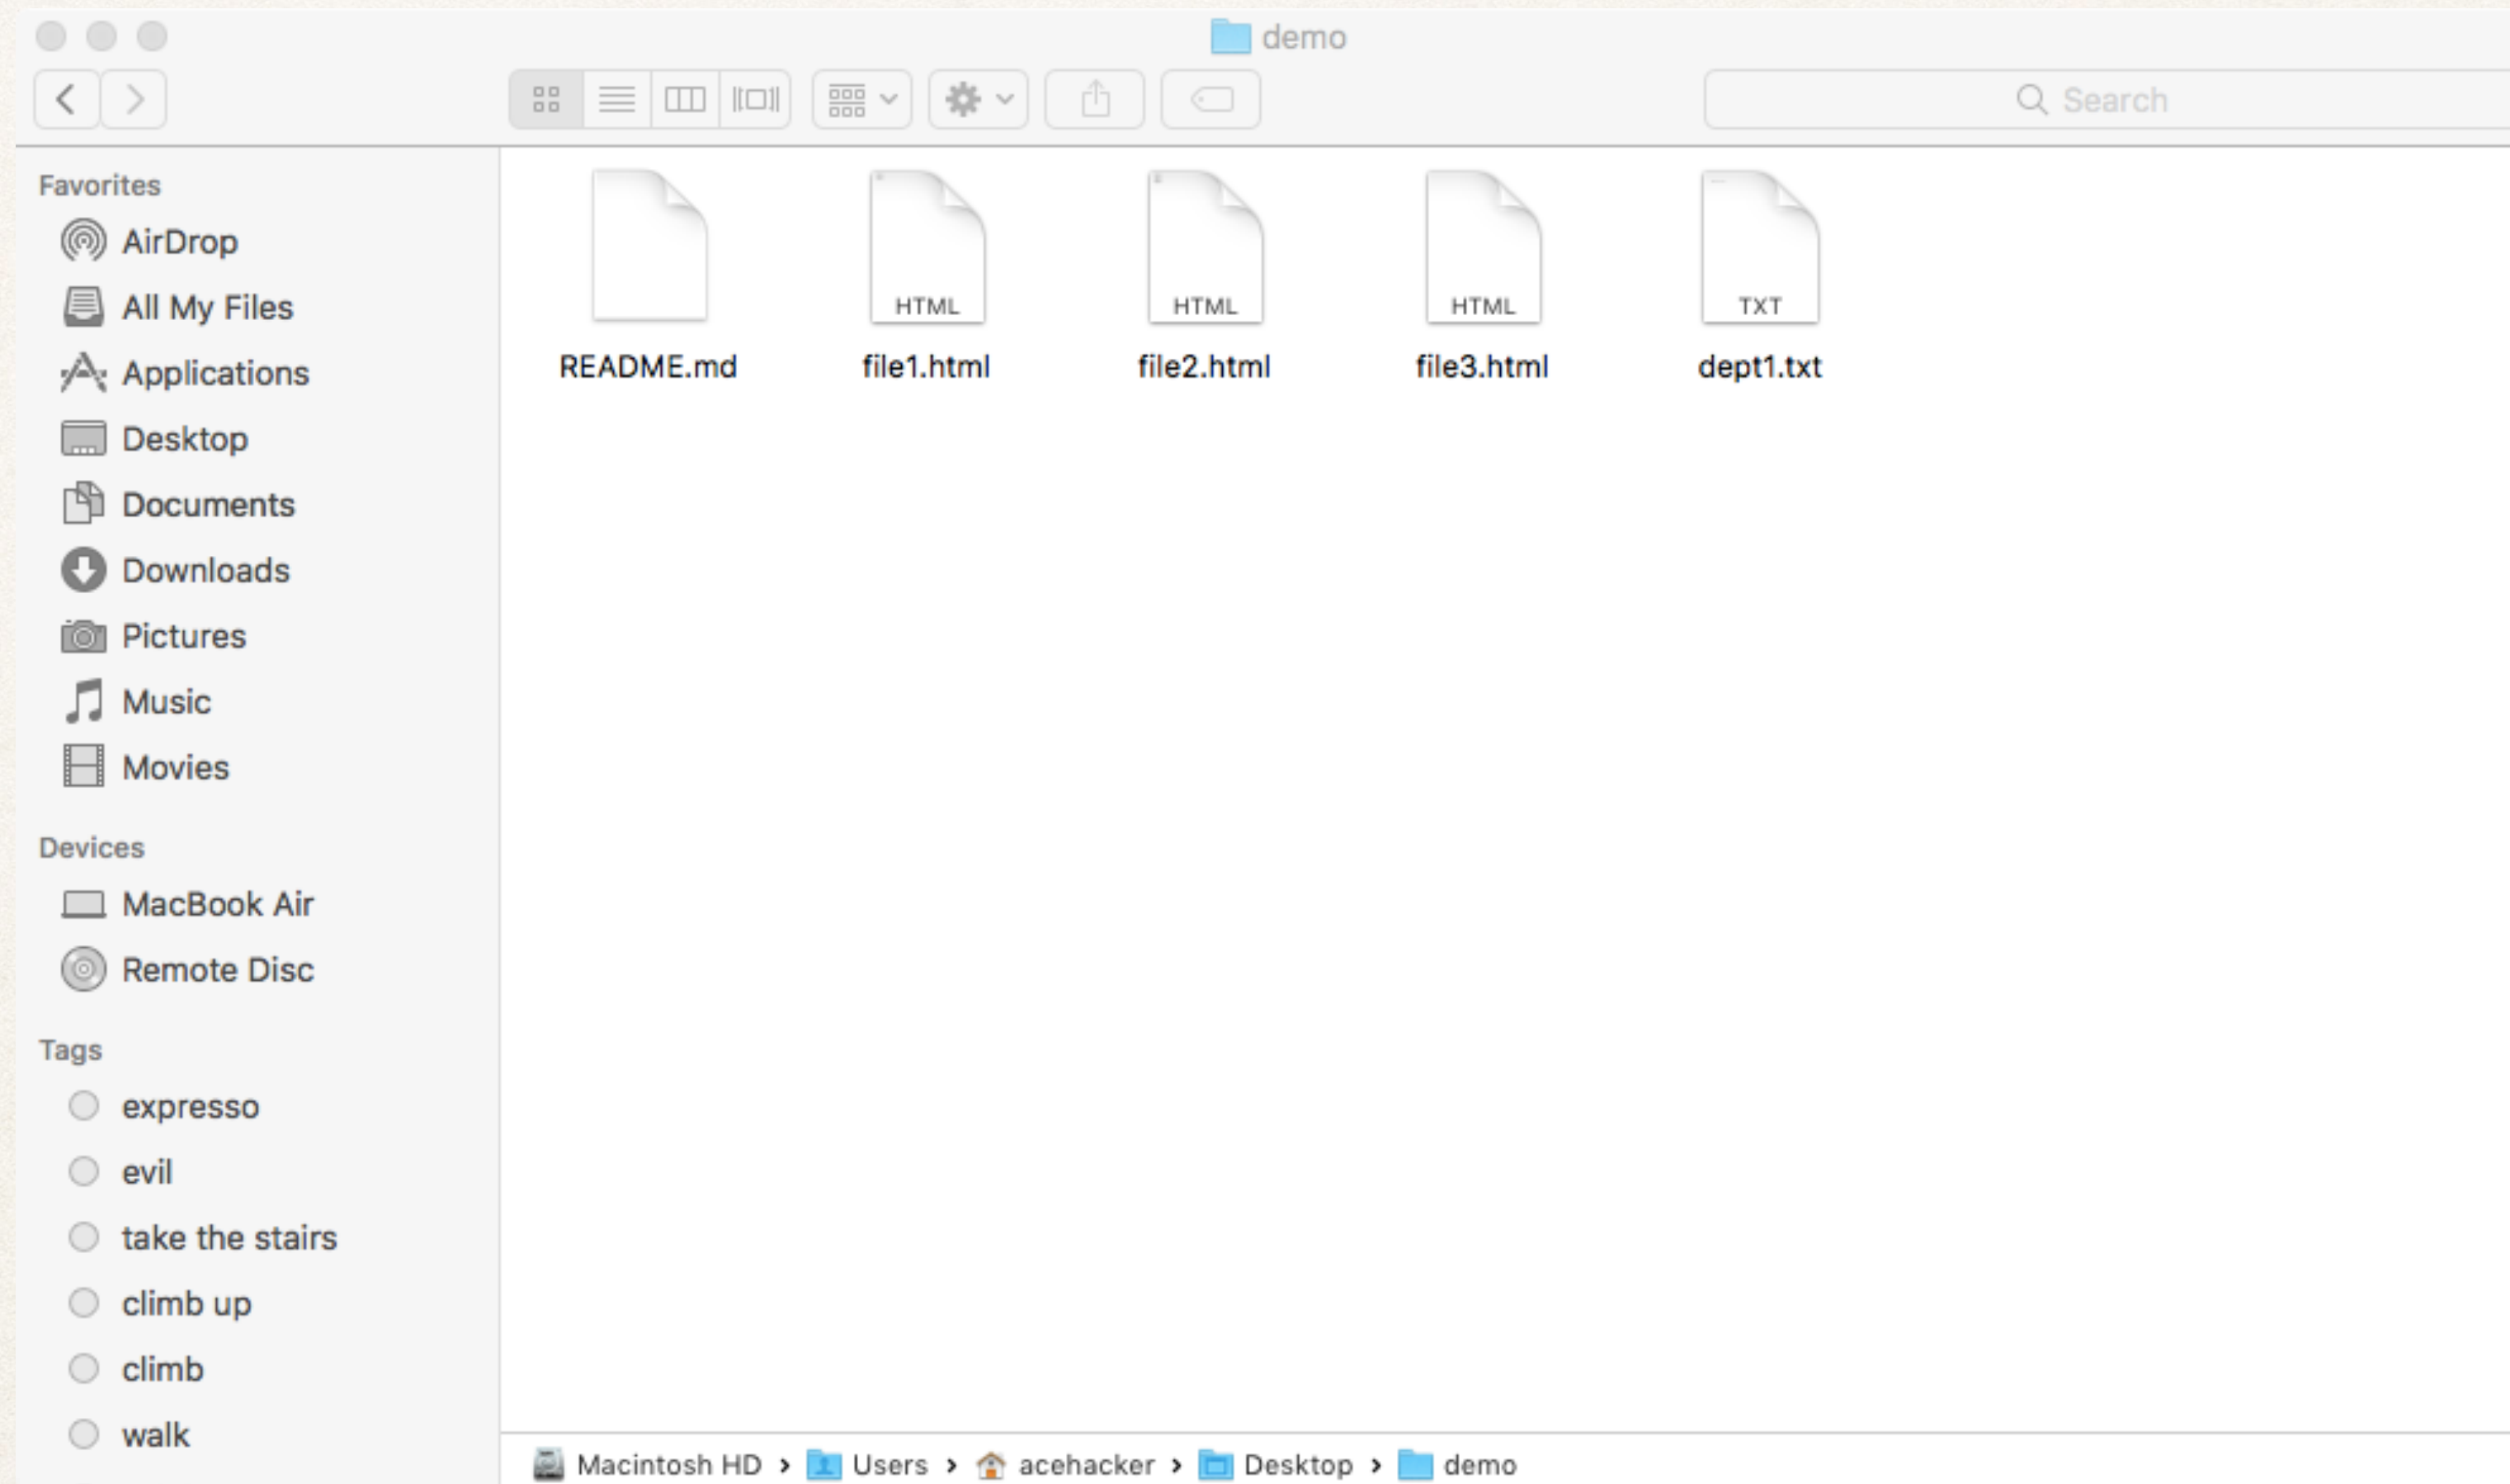 demo
Search
Favorites
AirDrop
All My Files
Applications
Desktop
Documents
Downloads
Pictures
Music
Movies
Devices
MacBook Air
Remote Disc
Tags
expresso
evil
take the stairs
climb up
climb
walk
HTML HTML HTML TXT
README.md file1.html file2.html file3.html dept1.txt
Macintosh HD › Users › acehacker › Desktop › demo